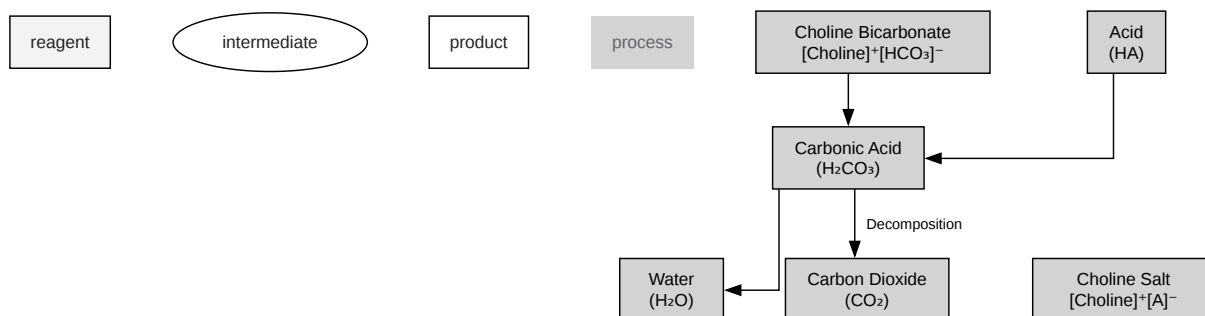 reagent
intermediate
product
process
Choline Bicarbonate
[Choline]⁺[HCO₃]⁻
Acid
(HA)
Carbonic Acid
(H₂CO₃)
Decomposition
Water
(H₂O)
Carbon Dioxide
(CO₂)
Choline Salt
[Choline]⁺[A]⁻